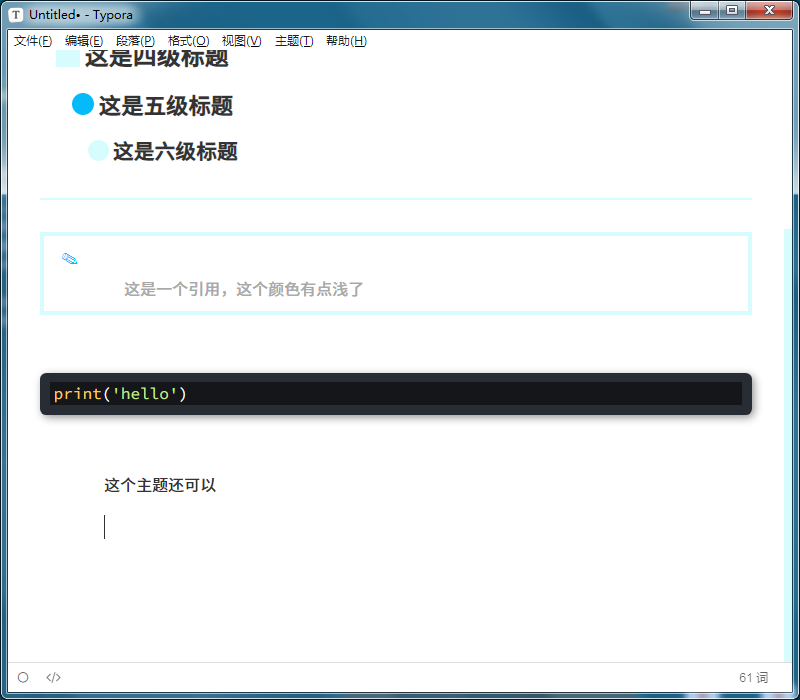 Untitled• - Typora
文件(F) 编辑(E) 段落(P) 格式(O) 视图(V) 主题(T) 帮助(H)
这是四级标题
这是五级标题
这是六级标题
这是一个引用，这个颜色有点浅了
print('hello')
这个主题还可以
</> 61 词